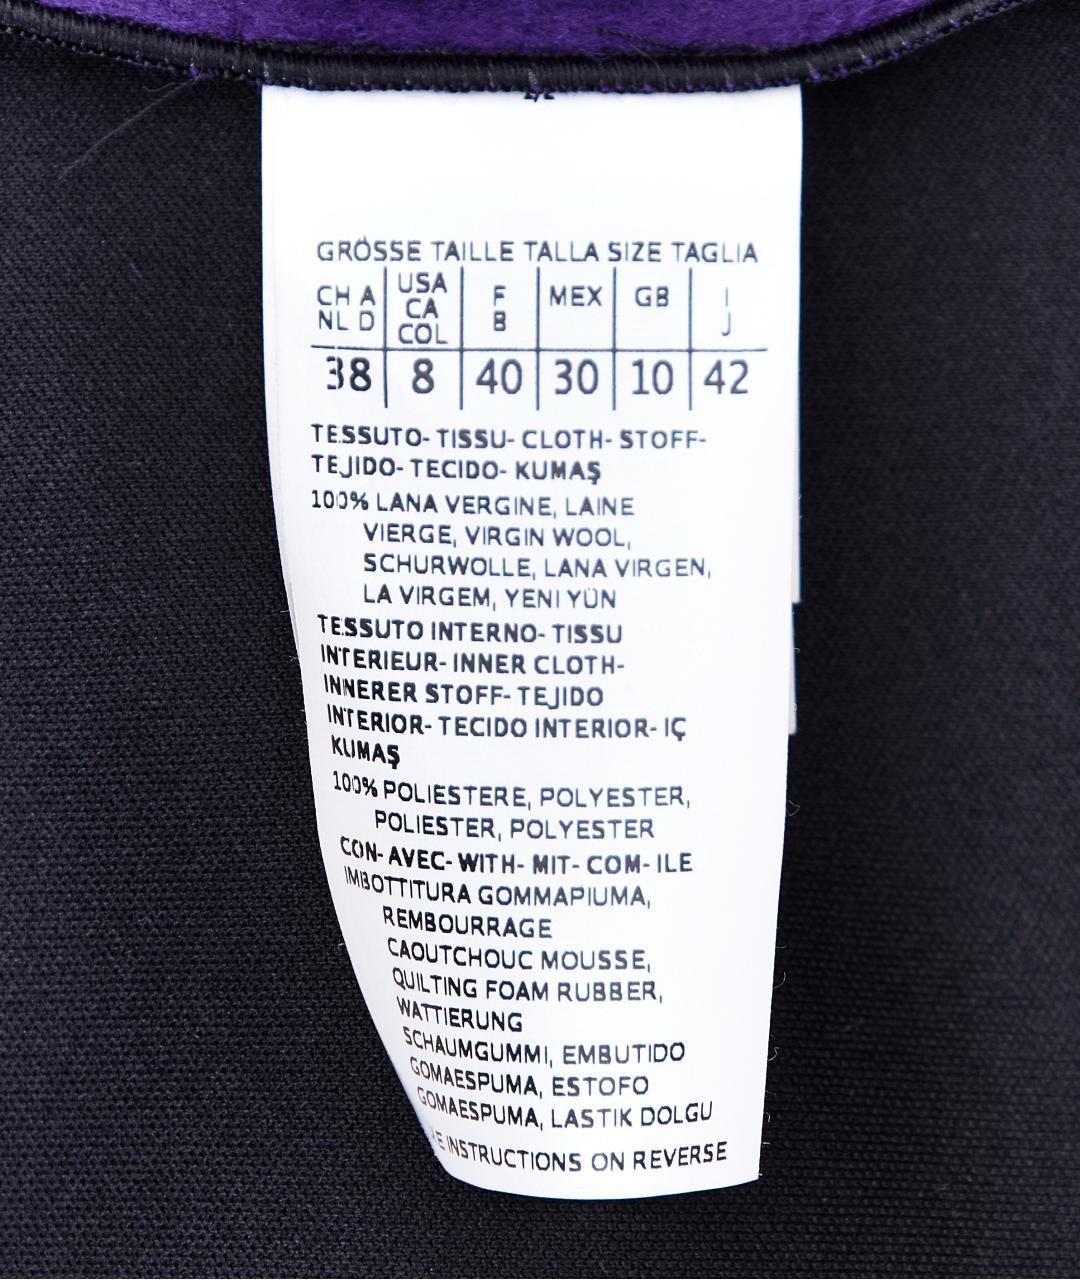 GRÖSSE TAILLE TALLA SIZE TAGLIA
CH A NL D | USA CA COL | F B | MEX | GB | I J
38 | 8 | 40 | 30 | 10 | 42
TESSUTO- TISSU- CLOTH- STOFF-
TEJIDO- TECIDO- KUMAŞ
100% LANA VERGINE, LAINE
VIERGE, VIRGIN WOOL,
SCHURWOLLE, LANA VIRGEN,
LA VIRGEM, YENI YÜN
TESSUTO INTERNO- TISSU
INTERIEUR- INNER CLOTH-
INNERER STOFF- TEJIDO
INTERIOR- TECIDO INTERIOR- IÇ
KUMAŞ
100% POLIESTERE, POLYESTER,
POLIESTER, POLYESTER
CON- AVEC- WITH- MIT- COM- ILE
IMBOTTITURA GOMMAPIUMA,
REMBOURRAGE
CAOUTCHOUC MOUSSE,
QUILTING FOAM RUBBER,
WATTIERUNG
SCHAUMGUMMI, EMBUTIDO
GOMAESPUMA, ESTOFO
GOMAESPUMA, LASTIK DOLGU
INSTRUCTIONS ON REVERSE